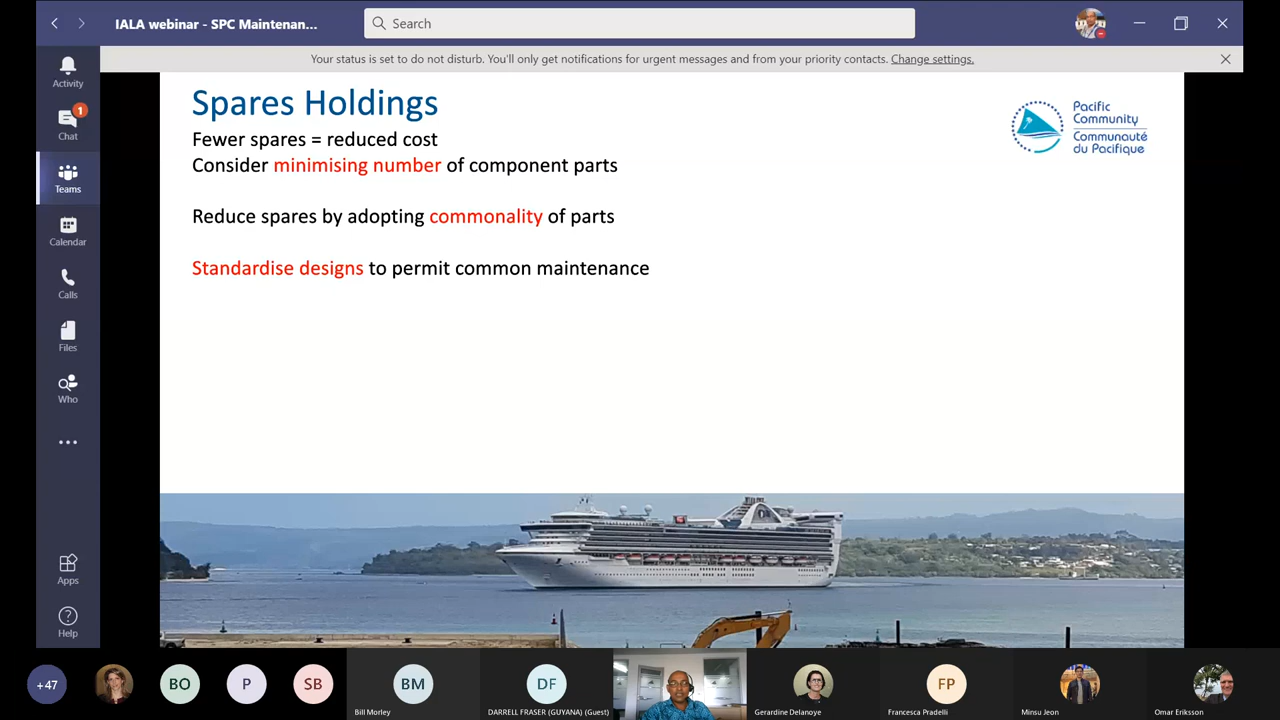 IALA webinar - SPC Maintenan...
Search
Your status is set to do not disturb. You'll only get notifications for urgent messages and from your priority contacts. Change settings.
Activity
1
Chat
Teams
Calendar
Calls
Files
Who
Apps
Help
Spares Holdings
Fewer spares = reduced cost
Consider minimising number of component parts
Reduce spares by adopting commonality of parts
Standardise designs to permit common maintenance
Pacific
Community
Communauté
du Pacifique
+47
BO
P
SB
BM
Bill Morley
DF
DARRELL FRASER (GUYANA) (Guest)
Gerardine Delanoye
FP
Francesca Pradelli
Minsu Jeon
Omar Eriksson